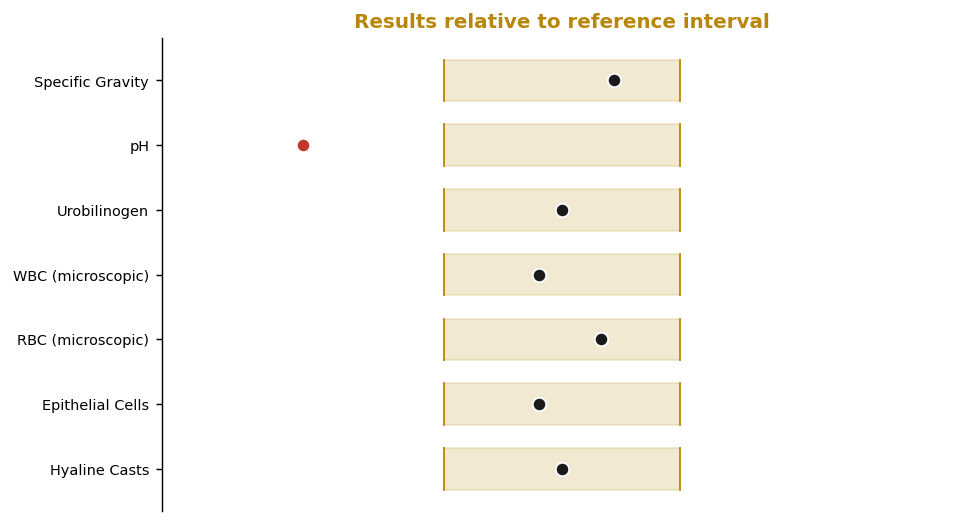 Results relative to reference interval
Specific Gravity
pH
Urobilinogen
WBC (microscopic)
RBC (microscopic)
Epithelial Cells
Hyaline Casts